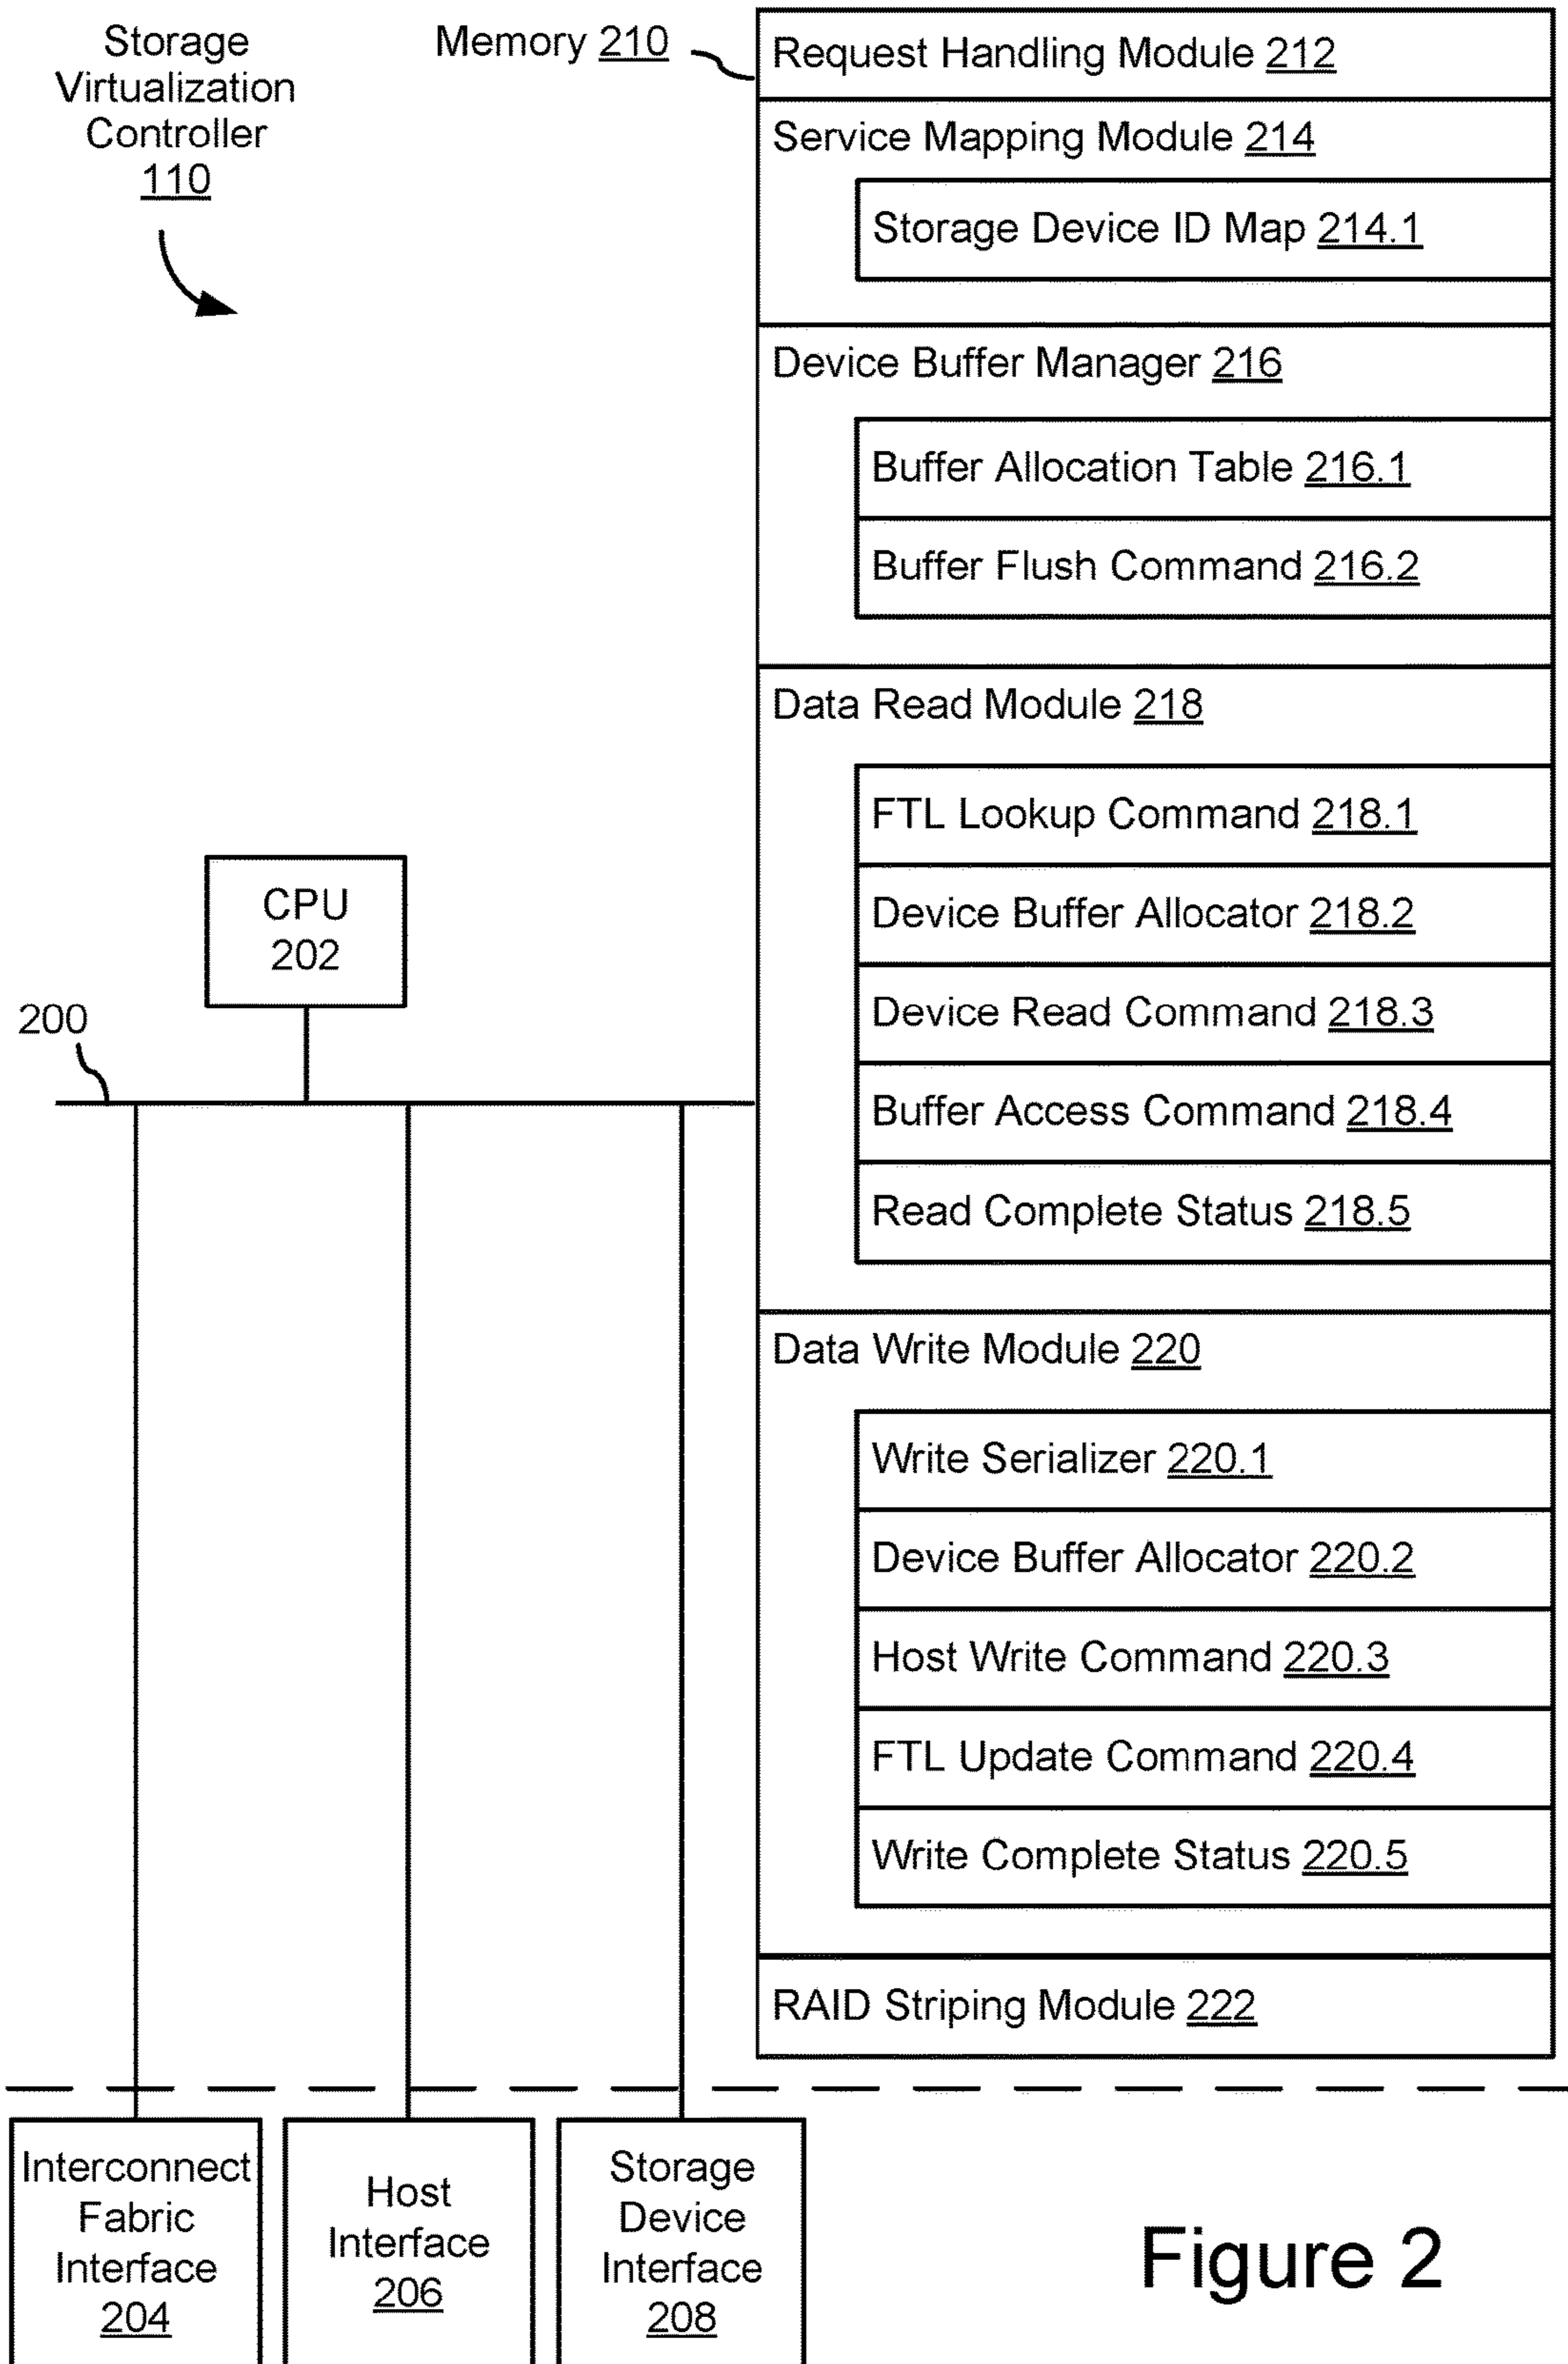 Storage
Virtualization
Controller
110
Memory 210
Request Handling Module 212
Service Mapping Module 214
Storage Device ID Map 214.1
Device Buffer Manager 216
Buffer Allocation Table 216.1
Buffer Flush Command 216.2
Data Read Module 218
FTL Lookup Command 218.1
Device Buffer Allocator 218.2
Device Read Command 218.3
Buffer Access Command 218.4
Read Complete Status 218.5
CPU
202
200
Data Write Module 220
Write Serializer 220.1
Device Buffer Allocator 220.2
Host Write Command 220.3
FTL Update Command 220.4
Write Complete Status 220.5
RAID Striping Module 222
Interconnect
Fabric
Interface
204
Host
Interface
206
Storage
Device
Interface
208
Figure 2